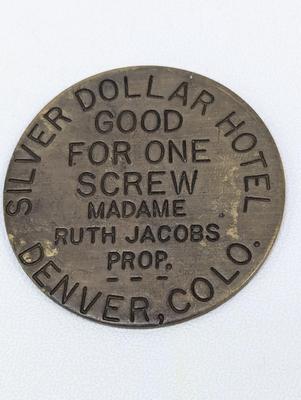 SILVER DOLLAR HOTEL
GOOD
FOR ONE
SCREW
MADAME
RUTH JACOBS
PROP.
- - -
DENVER, COLO.